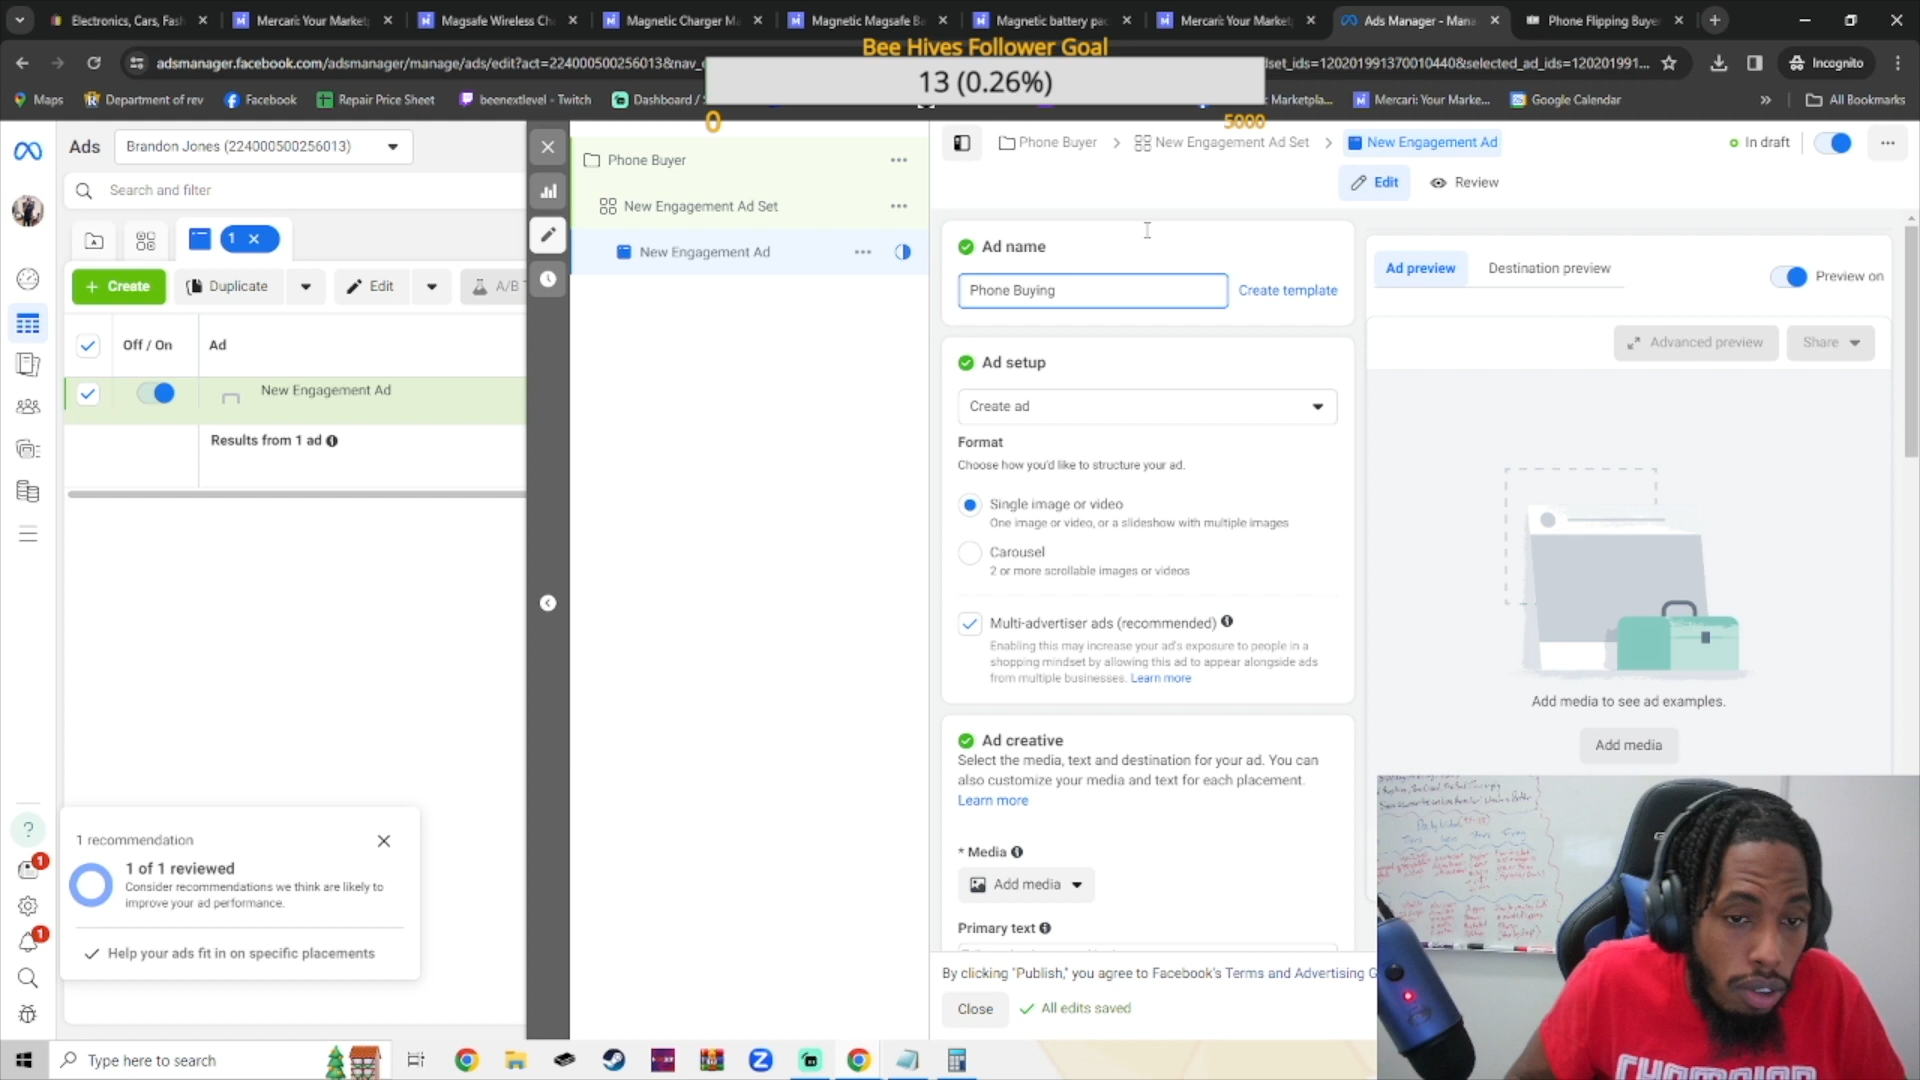 Electronics, Cars, Fash
Mercari: Your Market
Magsafe Wireless Ch
Magnetic Charger M
Magnetic Magsafe Ba
Magnetic battery pac
Mercari: Your Market
Ads Manager - Mana
Phone Flipping Buye
Bee Hives Follower Goal
adsmanager.facebook.com/adsmanager/manage/ads/edit?act=224000500256013&nav_e
13 (0.26%)
set_ids=120201991370010440&selected_ad_ids=120201991...
Incognito
Maps
Department of rev
Facebook
Repair Price Sheet
beenextlevel - Twitch
Dashboard /
Marketpla...
Mercari: Your Marke...
Google Calendar
All Bookmarks
0
5000
Ads
Brandon Jones (224000500256013)
Phone Buyer
New Engagement Ad Set
New Engagement Ad
In draft
Phone Buyer
Search and filter
Edit
Review
New Engagement Ad Set
1
New Engagement Ad
Create
Duplicate
Edit
A/B T
Ad name
Phone Buying
Create template
Ad preview
Destination preview
Preview on
Off / On
Ad
Advanced preview
Share
New Engagement Ad
Ad setup
Create ad
Results from 1 ad
Format
Choose how you'd like to structure your ad.
Single image or video
One image or video, or a slideshow with multiple images
Carousel
2 or more scrollable images or videos
Multi-advertiser ads (recommended)
Enabling this may increase your ad's exposure to people in a
shopping mindset by allowing this ad to appear alongside ads
from multiple businesses. Learn more
Add media to see ad examples.
Add media
Ad creative
Select the media, text and destination for your ad. You can
also customize your media and text for each placement.
Learn more
1 recommendation
1 of 1 reviewed
Consider recommendations we think are likely to
improve your ad performance.
Help your ads fit in on specific placements
1
1
* Media
Add media
Primary text
By clicking "Publish," you agree to Facebook's Terms and Advertising G
Close
All edits saved
Type here to search
CHAMPION